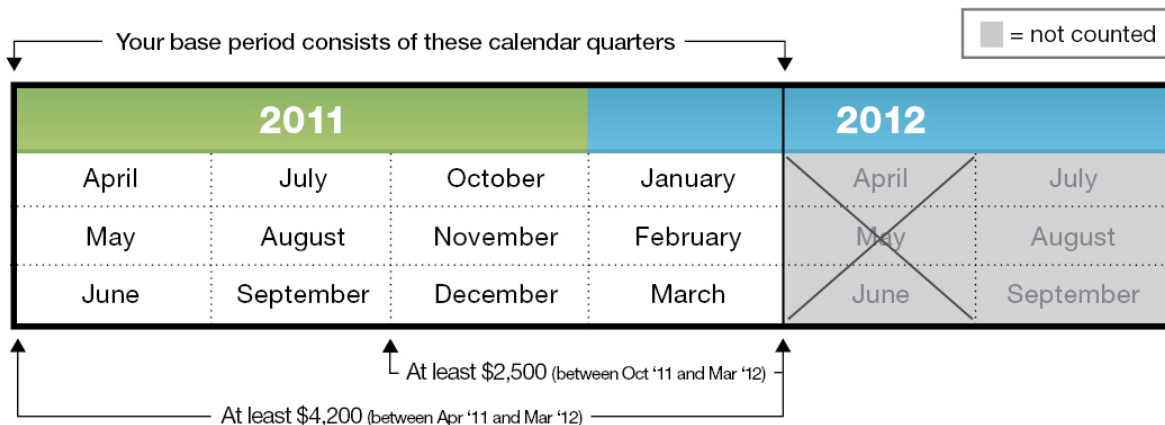 Your base period consists of these calendar quarters
= not counted
2011 2012
April July October January April July
May August November February May August
June September December March June September
At least $2,500 (between Oct ‘11 and Mar ‘12)
At least $4,200 (between Apr ‘11 and Mar ‘12)